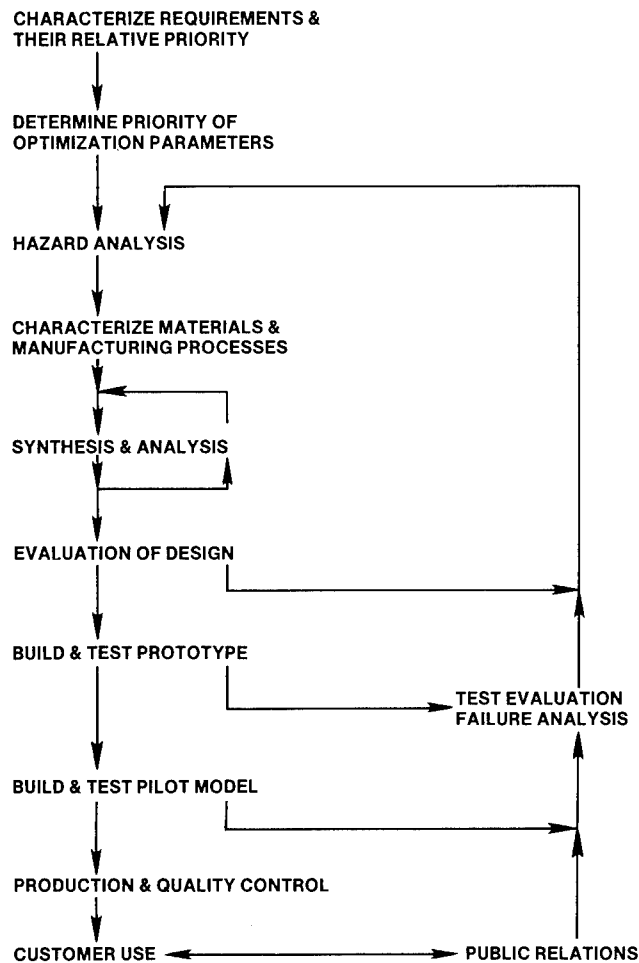 CHARACTERIZE REQUIREMENTS &
THEIR RELATIVE PRIORITY
DETERMINE PRIORITY OF
OPTIMIZATION PARAMETERS
HAZARD ANALYSIS
CHARACTERIZE MATERIALS &
MANUFACTURING PROCESSES
SYNTHESIS & ANALYSIS
EVALUATION OF DESIGN
BUILD & TEST PROTOTYPE
TEST EVALUATION
FAILURE ANALYSIS
BUILD & TEST PILOT MODEL
PRODUCTION & QUALITY CONTROL
CUSTOMER USE
PUBLIC RELATIONS